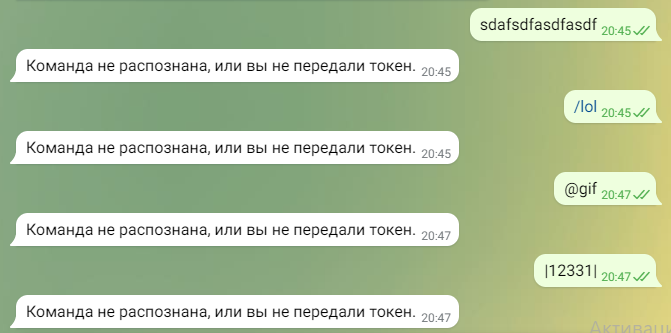 sdafsdfasdfasdf 20:45
Команда не распознана, или вы не передали токен. 20:45
/lol 20:45
Команда не распознана, или вы не передали токен. 20:45
@gif 20:47
Команда не распознана, или вы не передали токен. 20:47
|12331| 20:47
Команда не распознана, или вы не передали токен. 20:47